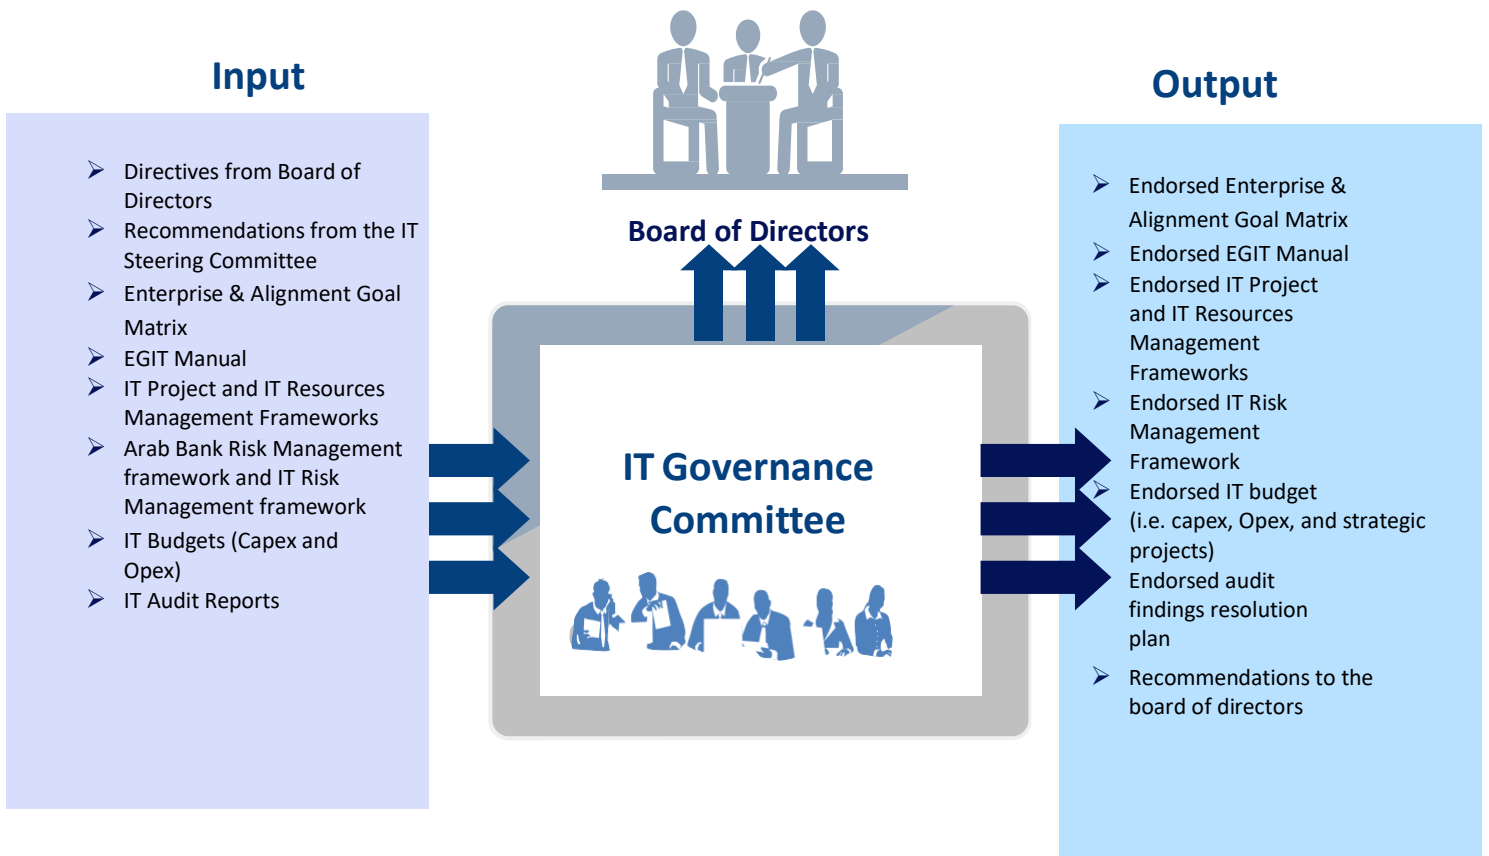 Input
➢ Directives from Board of
Directors
➢ Recommendations from the IT
Steering Committee
➢ Enterprise & Alignment Goal
Matrix
➢ EGIT Manual
➢ IT Project and IT Resources
Management Frameworks
➢ Arab Bank Risk Management
framework and IT Risk
Management framework
➢ IT Budgets (Capex and
Opex)
➢ IT Audit Reports
Board of Directors
IT Governance
Committee
Output
➢ Endorsed Enterprise &
Alignment Goal Matrix
➢ Endorsed EGIT Manual
➢ Endorsed IT Project
and IT Resources
Management
Frameworks
➢ Endorsed IT Risk
Management
Framework
➢ Endorsed IT budget
(i.e. capex, Opex, and strategic
projects)
Endorsed audit
findings resolution
plan
➢ Recommendations to the
board of directors